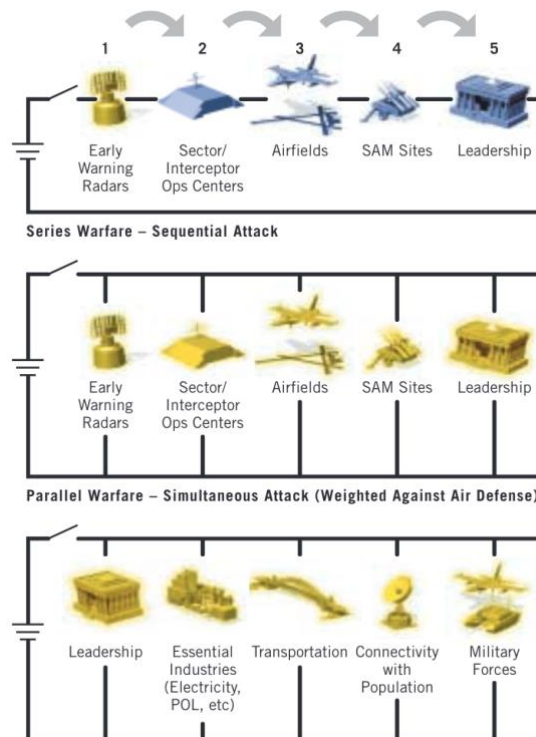 1 2 3 4 5
Early Warning Radars
Sector/ Interceptor Ops Centers
Airfields
SAM Sites
Leadership
Series Warfare – Sequential Attack
Early Warning Radars
Sector/ Interceptor Ops Centers
Airfields
SAM Sites
Leadership
Parallel Warfare – Simultaneous Attack (Weighted Against Air Defense)
Leadership
Essential Industries (Electricity, POL, etc)
Transportation
Connectivity with Population
Military Forces